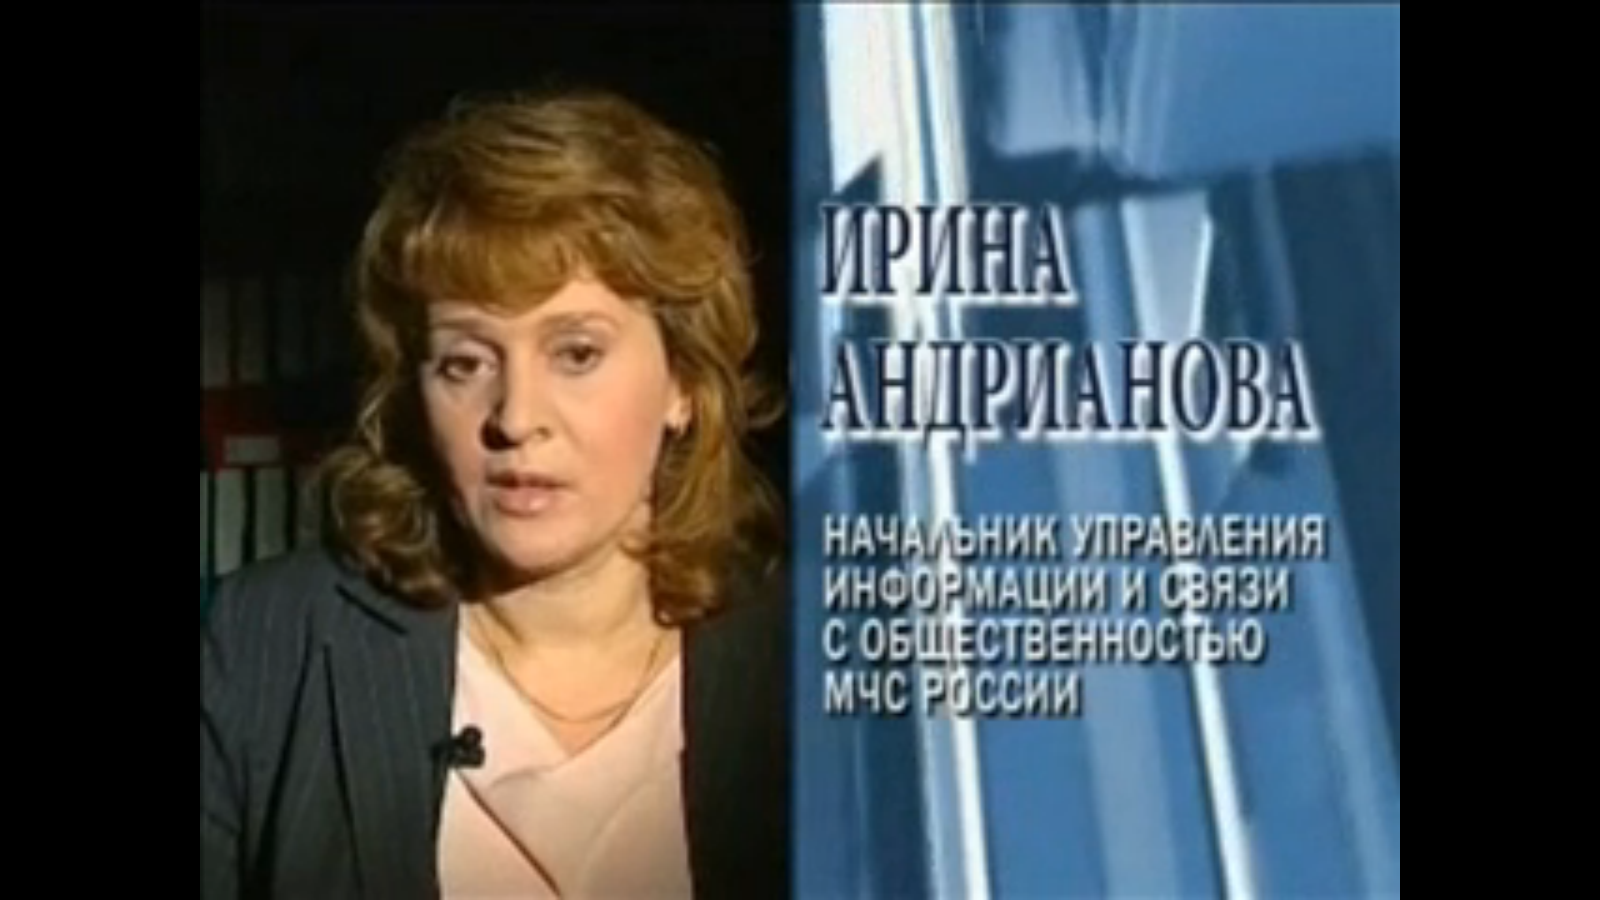 ИРИНА
АНДРИАНОВА
НАЧАЛЬНИК УПРАВЛЕНИЯ
ИНФОРМАЦИИ И СВЯЗИ
С ОБЩЕСТВЕННОСТЬЮ
МЧС РОССИИ